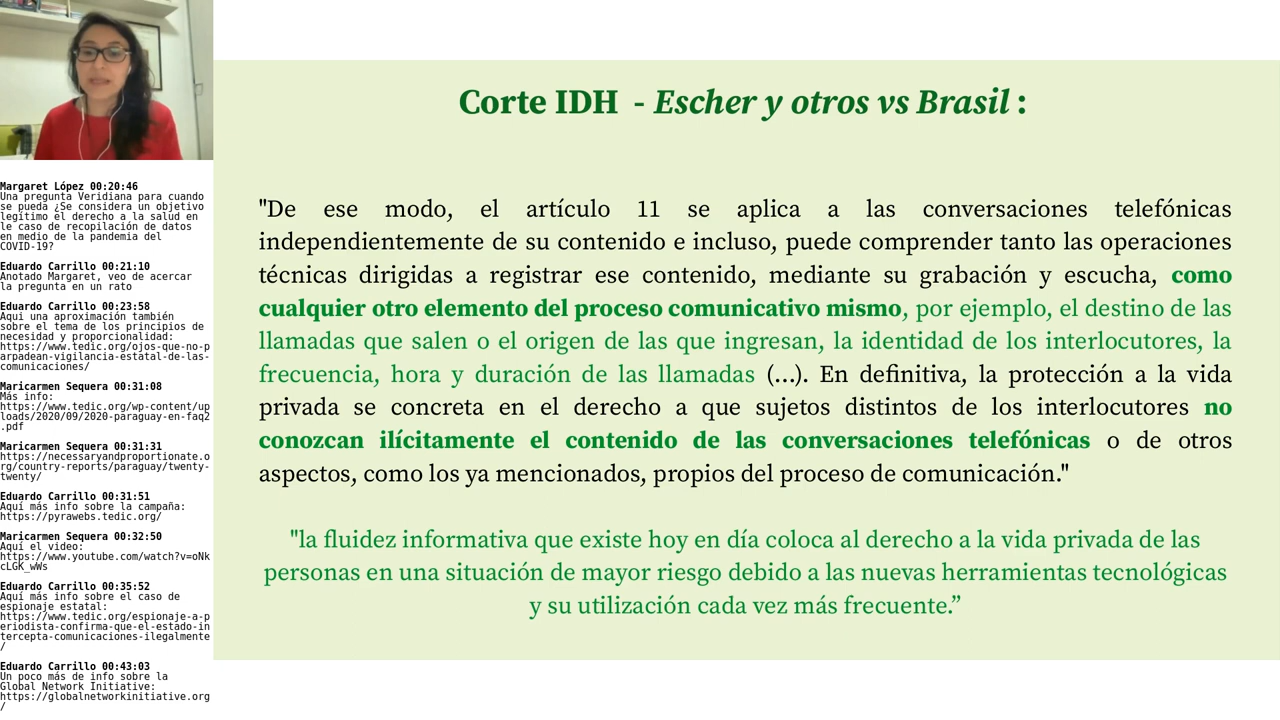 Corte IDH - Escher y otros vs Brasil :
"De ese modo, el artículo 11 se aplica a las conversaciones telefónicas
independientemente de su contenido e incluso, puede comprender tanto las operaciones
técnicas dirigidas a registrar ese contenido, mediante su grabación y escucha, como
cualquier otro elemento del proceso comunicativo mismo, por ejemplo, el destino de las
llamadas que salen o el origen de las que ingresan, la identidad de los interlocutores, la
frecuencia, hora y duración de las llamadas (...). En definitiva, la protección a la vida
privada se concreta en el derecho a que sujetos distintos de los interlocutores no
conozcan ilícitamente el contenido de las conversaciones telefónicas o de otros
aspectos, como los ya mencionados, propios del proceso de comunicación."
"la fluidez informativa que existe hoy en día coloca al derecho a la vida privada de las
personas en una situación de mayor riesgo debido a las nuevas herramientas tecnológicas
y su utilización cada vez más frecuente.”
Margaret López 00:20:46
Una pregunta Veridiana para cuando
se pueda ¿Se considera un objetivo
legítimo el derecho a la salud en
le caso de recopilación de datos
en medio de la pandemia del
COVID-19?
Eduardo Carrillo 00:21:10
Anotado Margaret, veo de acercar
la pregunta en un rato
Eduardo Carrillo 00:23:58
Aqui una aproximación también
sobre el tema de los principios de
necesidad y proporcionalidad:
https://www.tedic.org/ojos-que-no-p
arpadean-vigilancia-estatal-de-las-
comunicaciones/
Maricarmen Sequera 00:31:08
Más info:
https://www.tedic.org/wp-content/up
loads/2020/09/2020-paraguay-en-faq2
.pdf
Maricarmen Sequera 00:31:31
https://necessaryandproportionate.o
rg/country-reports/paraguay/twenty-
twenty/
Eduardo Carrillo 00:31:51
Aquí más info sobre la campaña:
https://pyrawebs.tedic.org/
Maricarmen Sequera 00:32:50
Aquí el video:
https://www.youtube.com/watch?v=oNk
cLGK_wWs
Eduardo Carrillo 00:35:52
Aquí más info sobre el caso de
espionaje estatal:
https://www.tedic.org/espionaje-a-p
eriodista-confirma-que-el-estado-in
tercepta-comunicaciones-ilegalmente
/
Eduardo Carrillo 00:43:03
Un poco más de info sobre la
Global Network Initiative:
https://globalnetworkinitiative.org
/